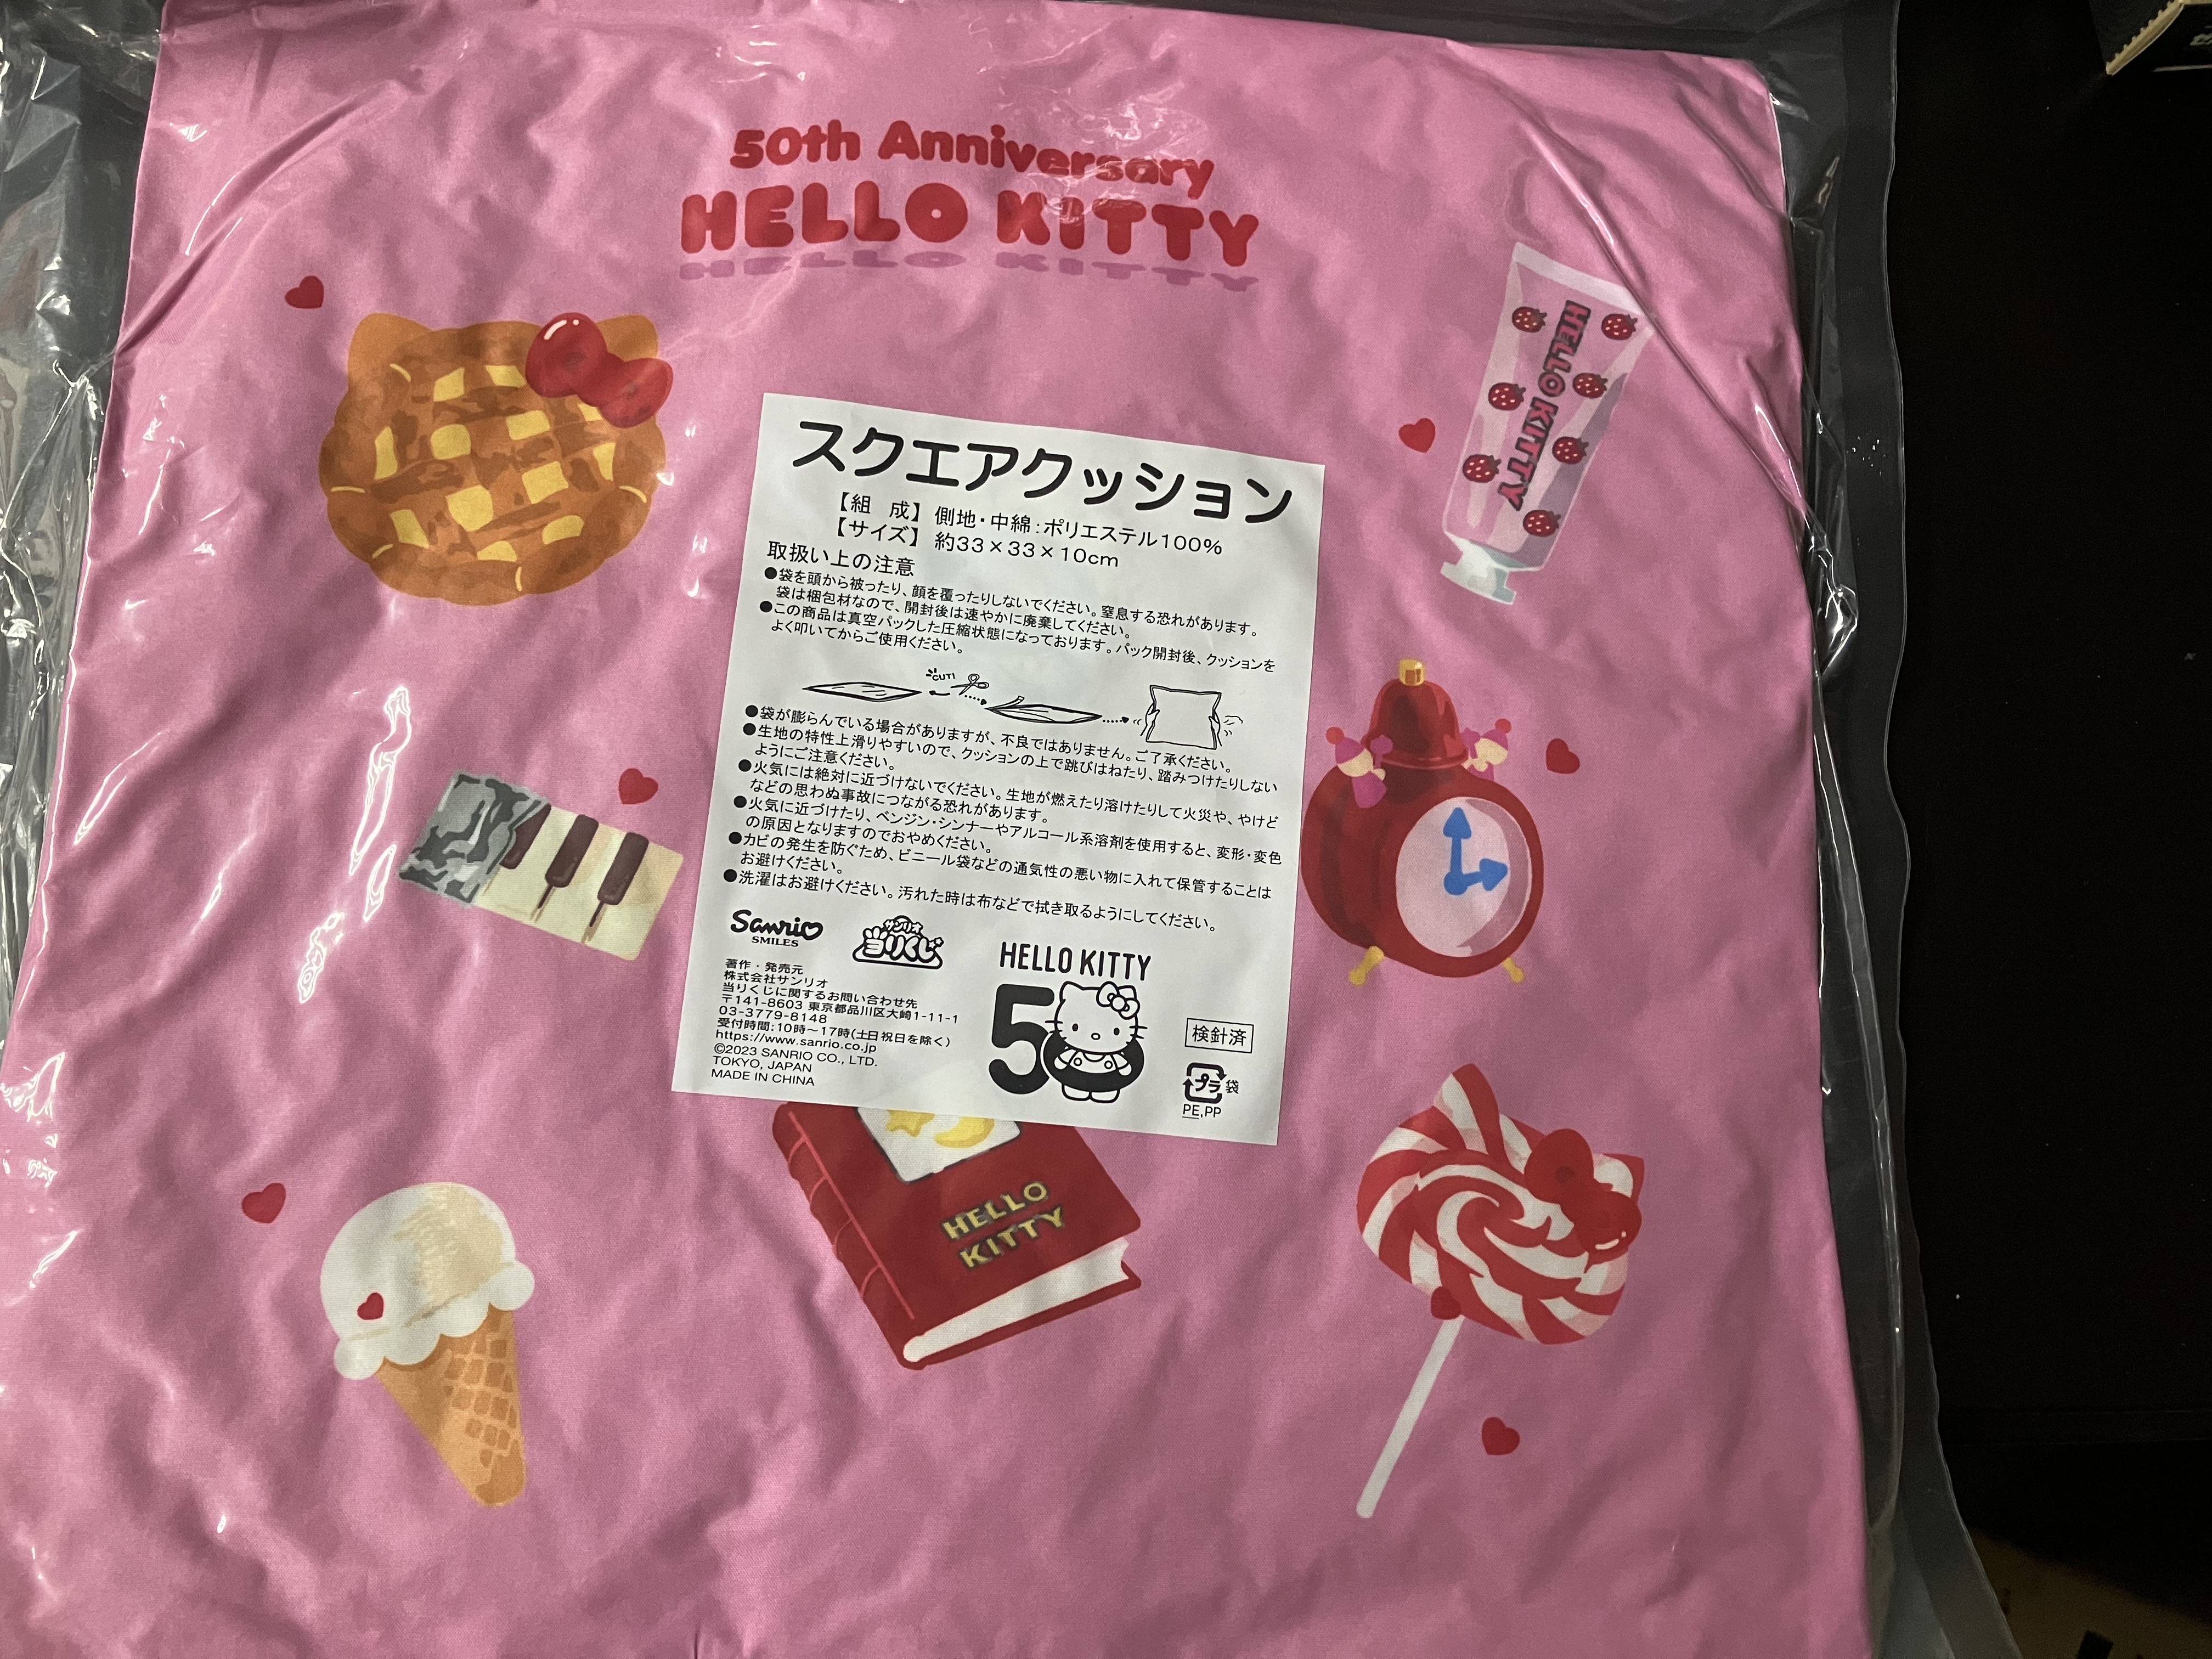 50th Anniversary
HELLO KITTY
HELLO KITTY
スクエアクッション
【組 成】 側地・中綿:ポリエステル100%
【サイズ】 約33×33×10cm
取扱い上の注意
●袋を頭から被ったり、顔を覆ったりしないでください。窒息する恐れがあります。
袋は梱包材なので、開封後は速やかに廃棄してください。
●この商品は真空パックした圧縮状態になっております。パック開封後、クッションを
よく叩いてからご使用ください。
CUT!
●袋が膨らんでいる場合がありますが、不良ではありません。ご了承ください。
●生地の特性上滑りやすいので、クッションの上で跳びはねたり、踏みつけたりしない
ようにご注意ください。
●火気には絶対に近づけないでください。生地が燃えたり溶けたりして火災や、やけど
などの思わぬ事故につながる恐れがあります。
●火気に近づけたり、ベンジン・シンナーやアルコール系溶剤を使用すると、変形・変色
の原因となりますのでおやめください。
●カビの発生を防ぐため、ビニール袋などの通気性の悪い物に入れて保管することは
お避けください。
●洗濯はお避けください。汚れた時は布などで拭き取るようにしてください。
Sanrio
SMILES
サンリオ
当りくじ
著作・発売元
株式会社サンリオ
当りくじに関するお問い合わせ先
〒141-8603 東京都品川区大崎1-11-1
03-3779-8148
受付時間:10時〜17時(土日祝日を除く)
https://www.sanrio.co.jp
©2023 SANRIO CO., LTD.
TOKYO, JAPAN
MADE IN CHINA
HELLO KITTY
50
検針済
プラ 袋
PE,PP
HELLO
KITTY